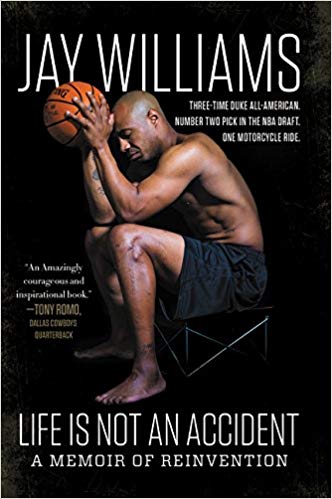 JAY WILLIAMS
THREE-TIME DUKE ALL-AMERICAN.
NUMBER TWO PICK IN THE NBA DRAFT.
ONE MOTORCYCLE RIDE.
"An Amazingly
courageous and
inspirational book."
—TONY ROMO,
DALLAS COWBOYS
QUARTERBACK
LIFE IS NOT AN ACCIDENT
A MEMOIR OF REINVENTION